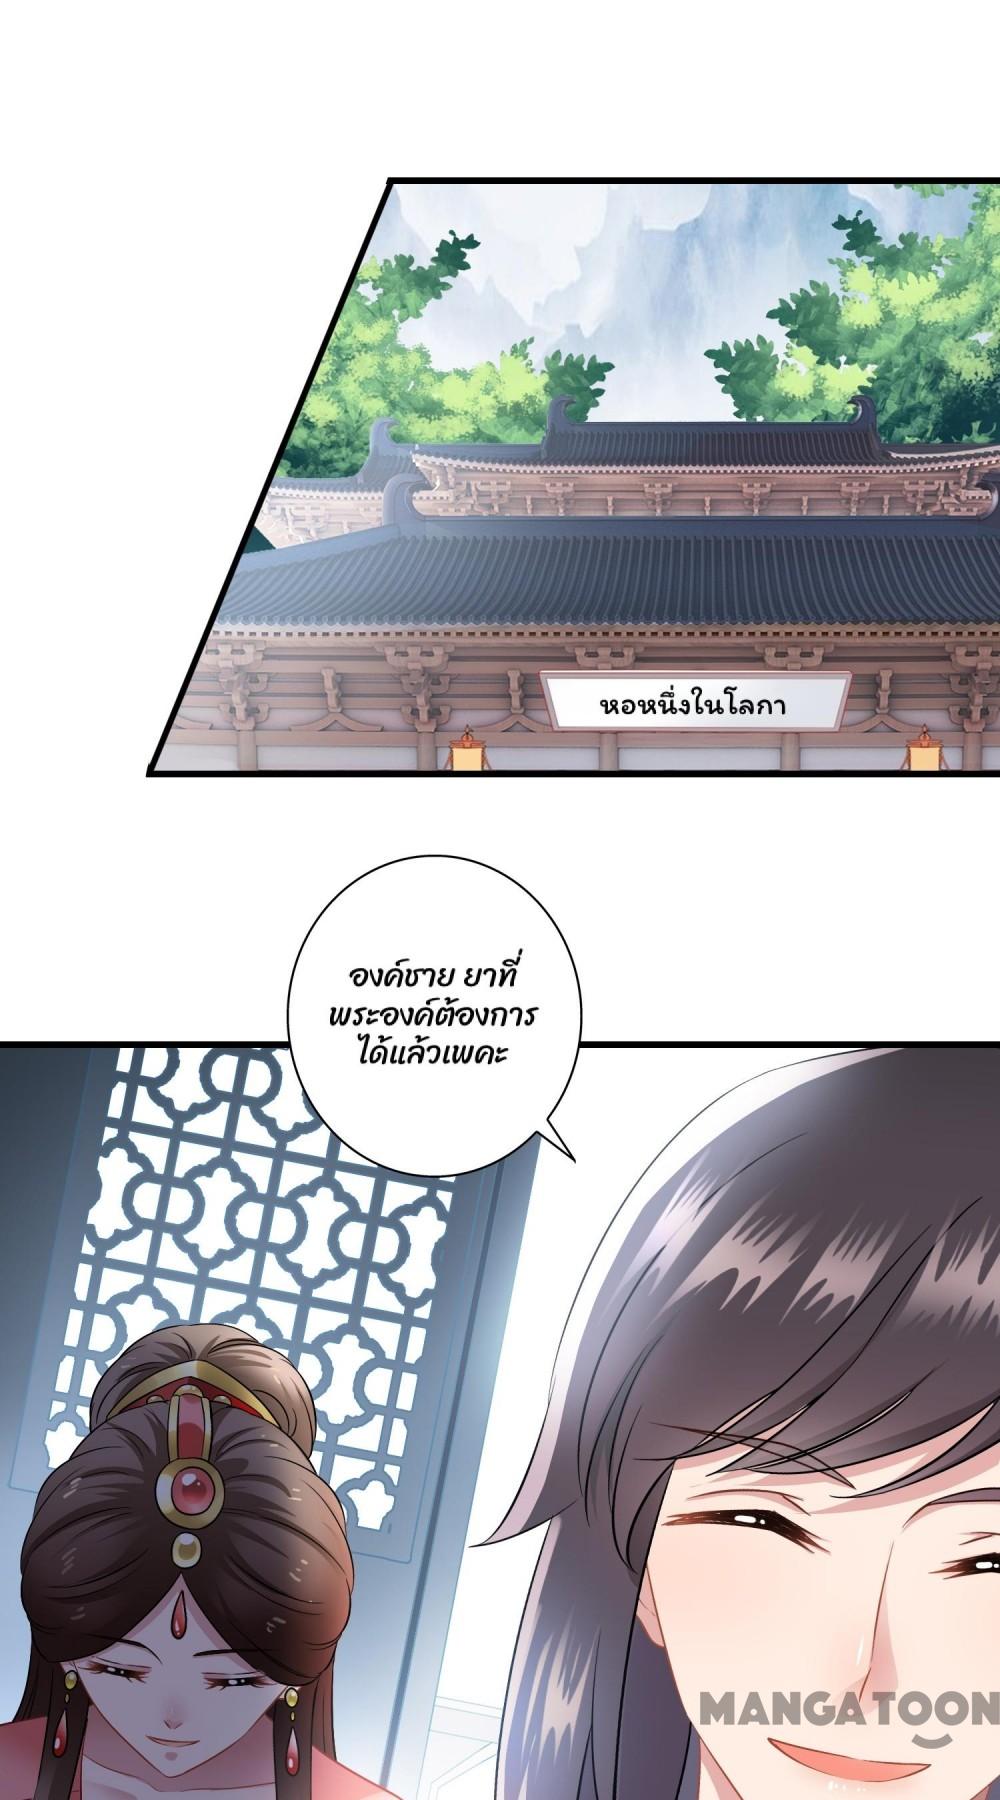 หอหนึ่งในโลกา
องค์ชาย ยาที่
พระองค์ต้องการ
ได้แล้วเพคะ
MANGATOON